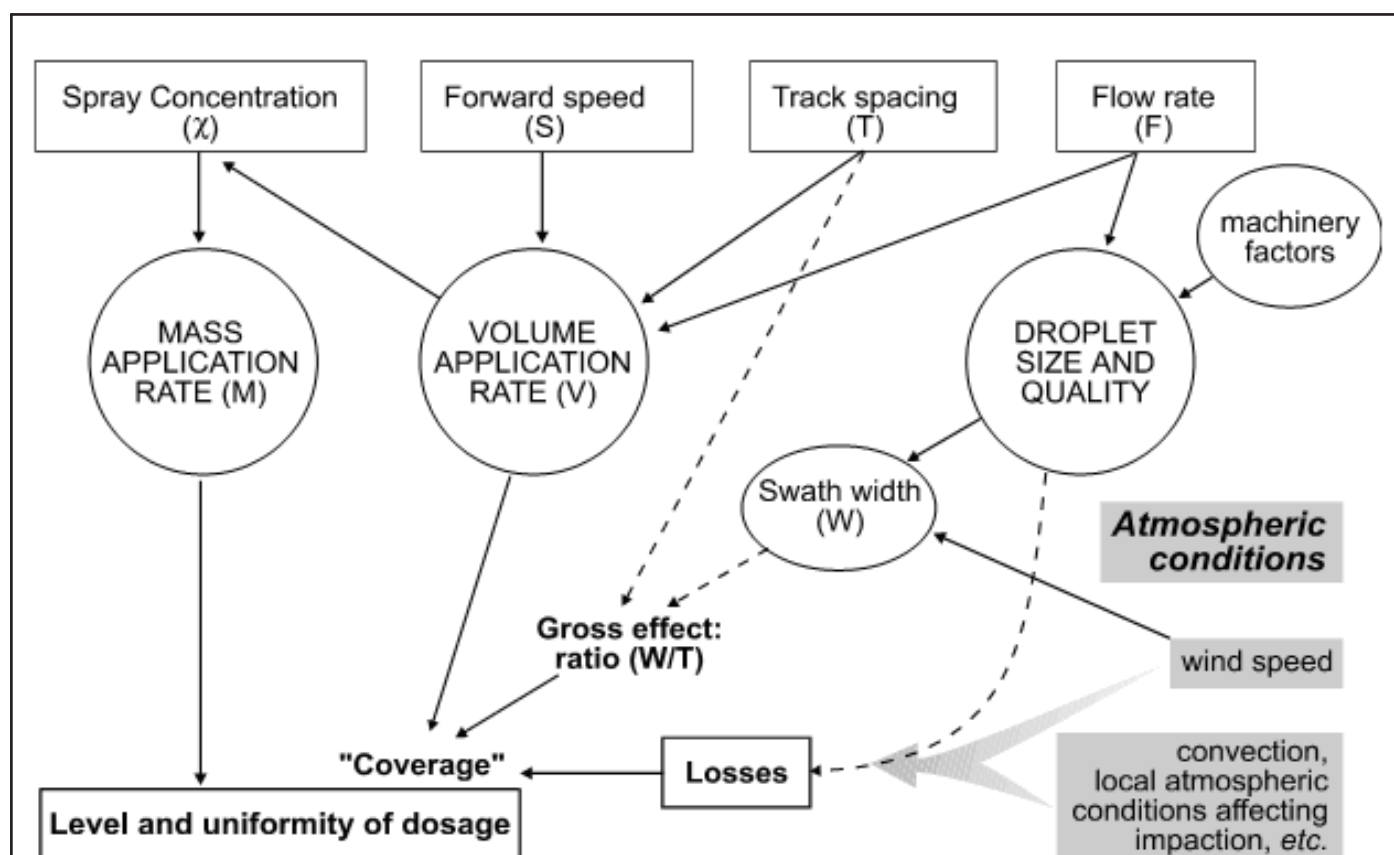 Spray Concentration
(χ)
Forward speed
(S)
Track spacing
(T)
Flow rate
(F)
machinery
factors
MASS
APPLICATION
RATE (M)
VOLUME
APPLICATION
RATE (V)
DROPLET
SIZE AND
QUALITY
Swath width
(W)
Atmospheric
conditions
Gross effect:
ratio (W/T)
wind speed
"Coverage"
Losses
convection,
local atmospheric
conditions affecting
impaction, etc.
Level and uniformity of dosage